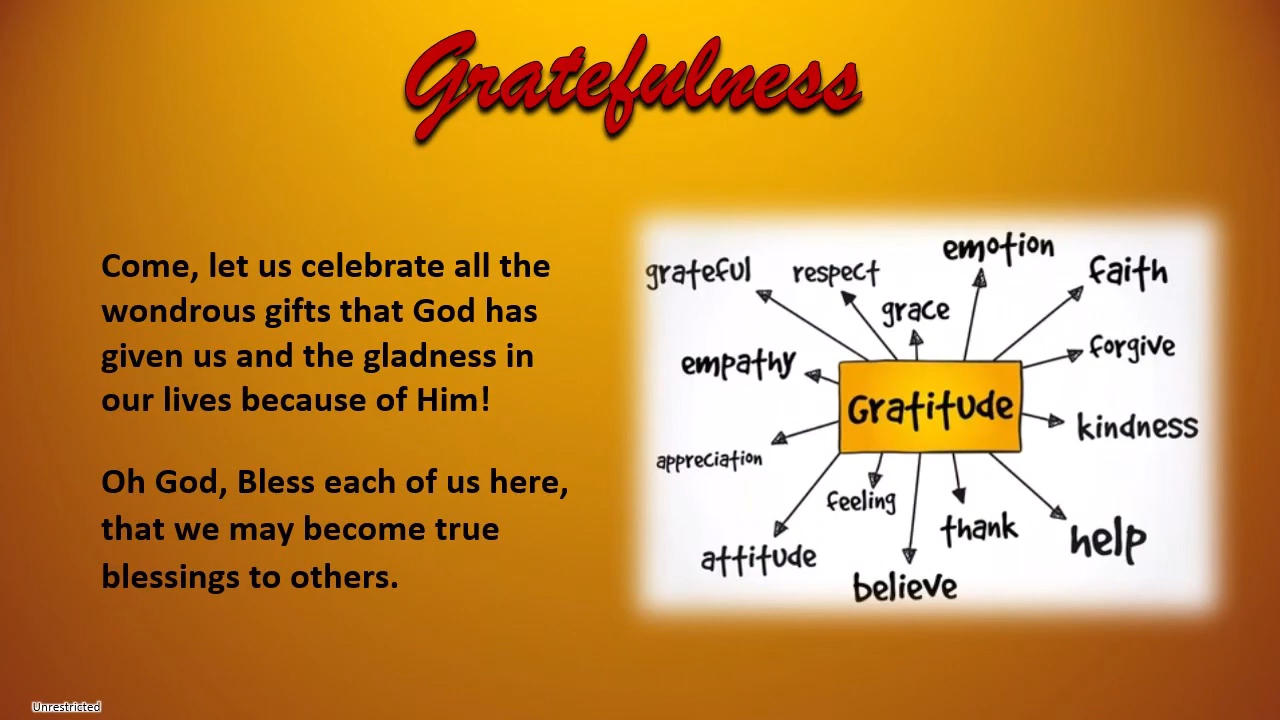 Gratefulness
Come, let us celebrate all the
wondrous gifts that God has
given us and the gladness in
our lives because of Him!
Oh God, Bless each of us here,
that we may become true
blessings to others.
emotion
grateful
respect
faith
grace
forgive
empathy
Gratitude
kindness
appreciation
feeling
thank
help
attitude
believe
Unrestricted